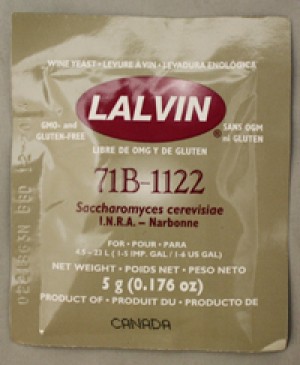 WINE YEAST • LEVURE À VIN • LEVADURA ENOLÓGICA
LALVIN®
GMO- and
GLUTEN-FREE
SANS OGM
ni GLUTEN
LIBRE DE OMG Y DE GLUTEN
71B-1122
Saccharomyces cerevisiae
I.N.R.A. – Narbonne
FOR • POUR • PARA
4.5 – 23 L ( 1-5 IMP. GAL / 1-6 US GAL)
NET WEIGHT • POIDS NET • PESO NETO
5 g (0.176 oz)
PRODUCT OF • PRODUIT DU • PRODUCTO DE
CANADA